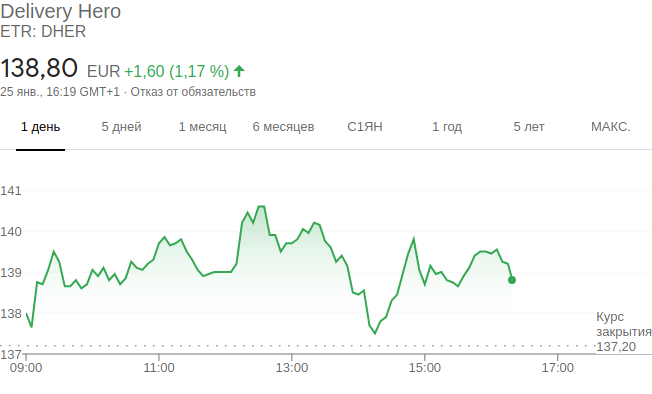 Delivery Hero
ETR: DHER
138,80 EUR +1,60 (1,17 %)
25 янв., 16:19 GMT+1 · Отказ от обязательств
1 день 5 дней 1 месяц 6 месяцев С1ЯН 1 год 5 лет МАКС.
141
140
139
138
Курс
закрытия
137,20
137
09:00 11:00 13:00 15:00 17:00